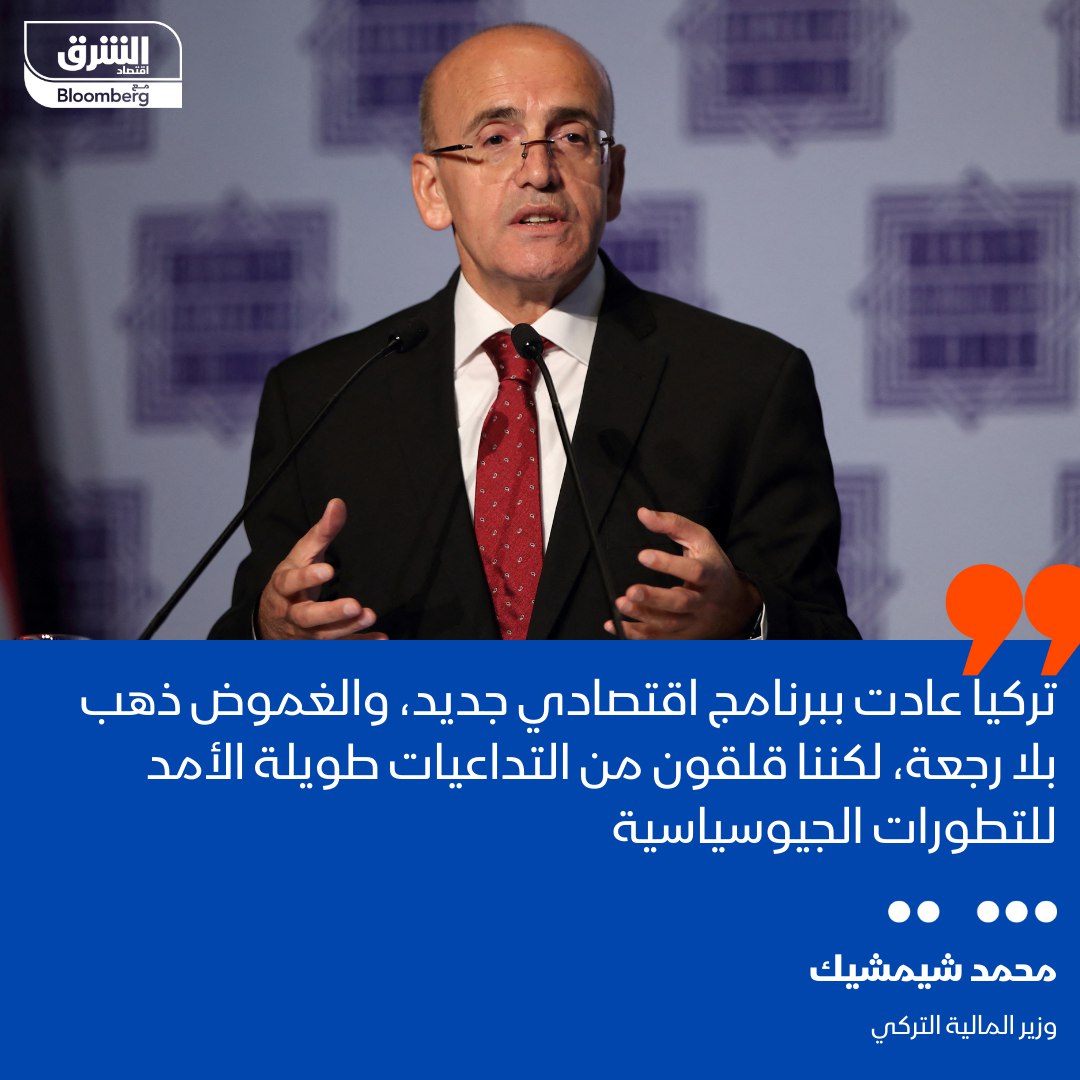 الشرق
اقتصاد
مع
Bloomberg
تركيا عادت ببرنامج اقتصادي جديد، والغموض ذهب
بلا رجعة، لكننا قلقون من التداعيات طويلة الأمد
للتطورات الجيوسياسية
محمد شيمشيك
وزير المالية التركي